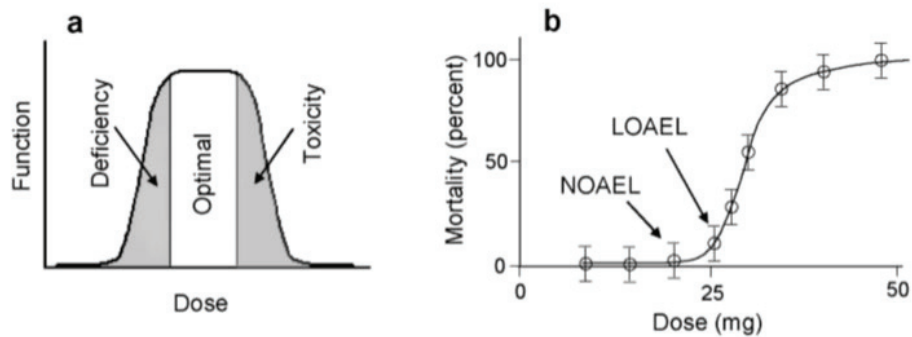 a
Function
Deficiency
Optimal
Toxicity
Dose
b
Mortality (percent)
100
50
0
LOAEL
NOAEL
0
25
50
Dose (mg)